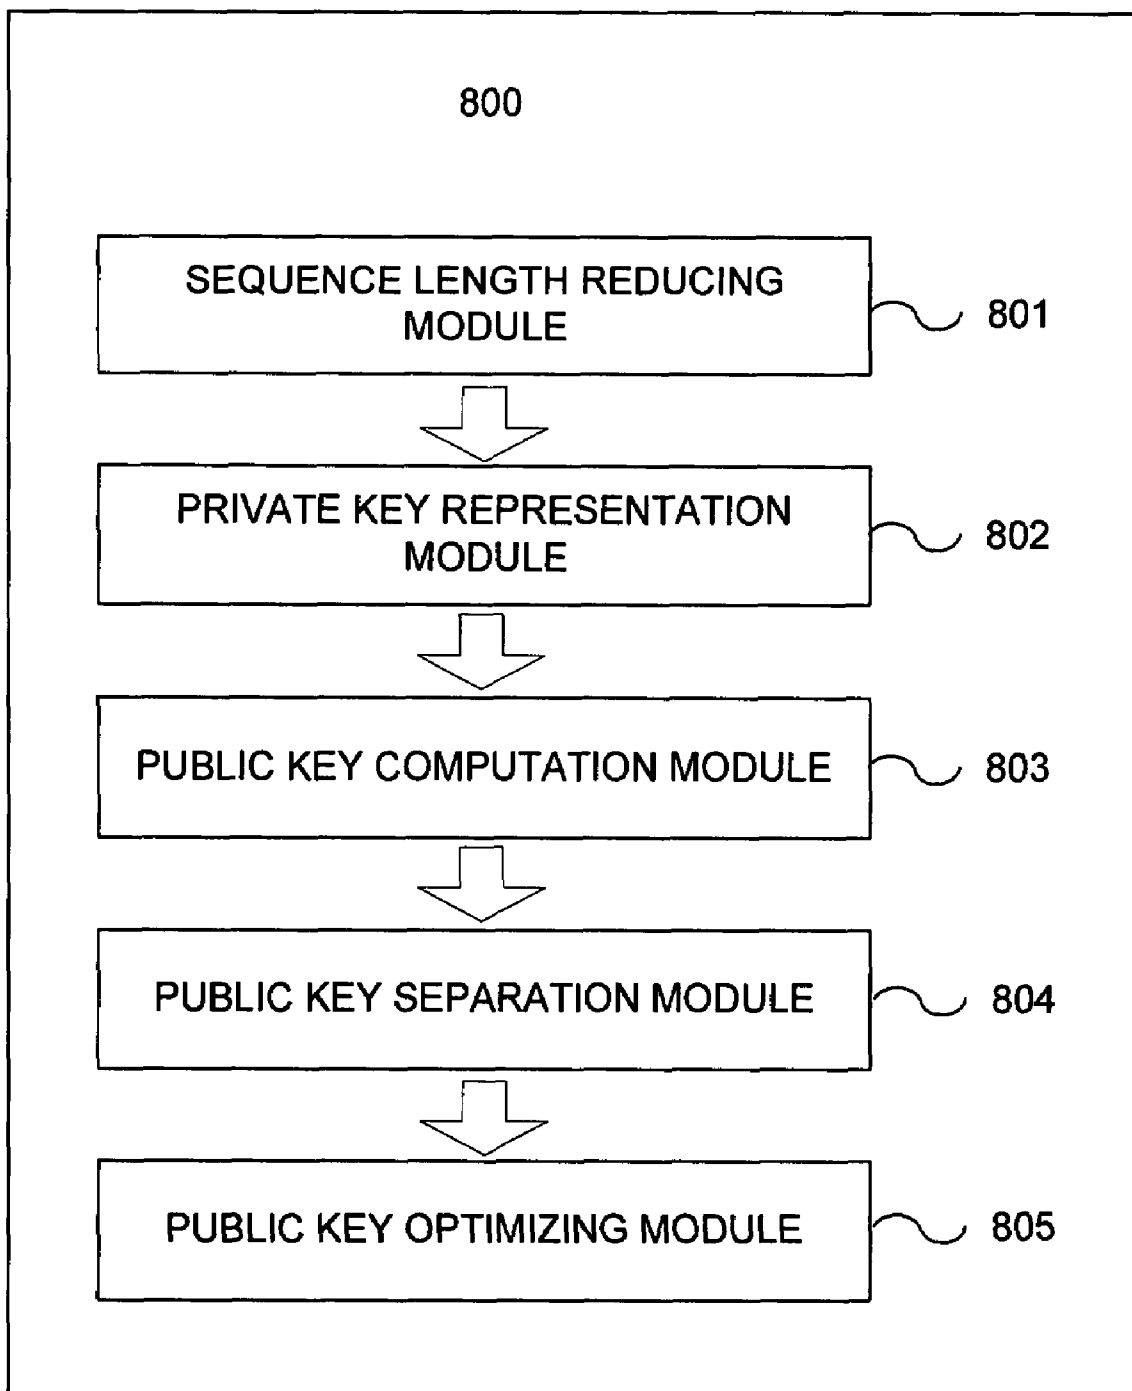 800
SEQUENCE LENGTH REDUCING
MODULE
801
PRIVATE KEY REPRESENTATION
MODULE
802
PUBLIC KEY COMPUTATION MODULE
803
PUBLIC KEY SEPARATION MODULE
804
PUBLIC KEY OPTIMIZING MODULE
805